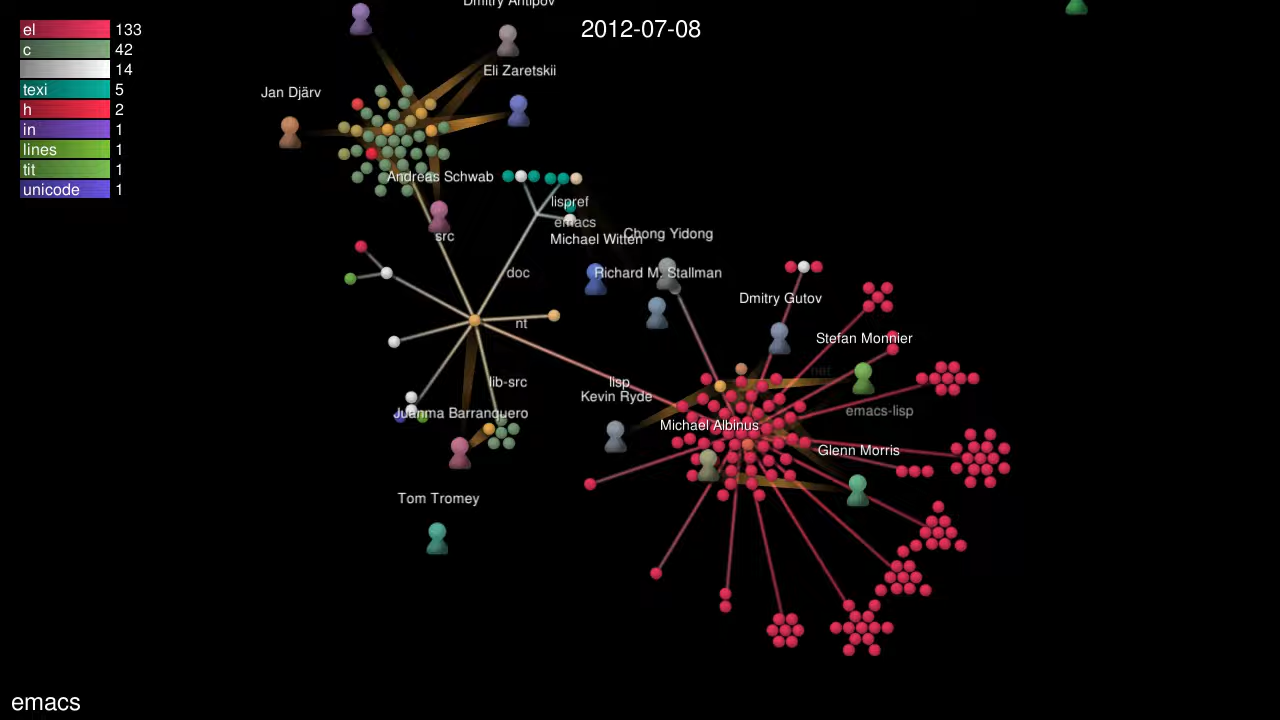 Dmitry Antipov
2012-07-08
el 133
c 42
14
texi 5
h 2
in 1
lines 1
tit 1
unicode 1
Eli Zaretskii
Jan Djärv
Andreas Schwab
lispref
emacs
src
Michael Witten
Chong Yidong
doc
Richard M. Stallman
Dmitry Gutov
nt
Stefan Monnier
net
lib-src
lisp
Kevin Ryde
emacs-lisp
Juanma Barranquero
Michael Albinus
Glenn Morris
Tom Tromey
emacs